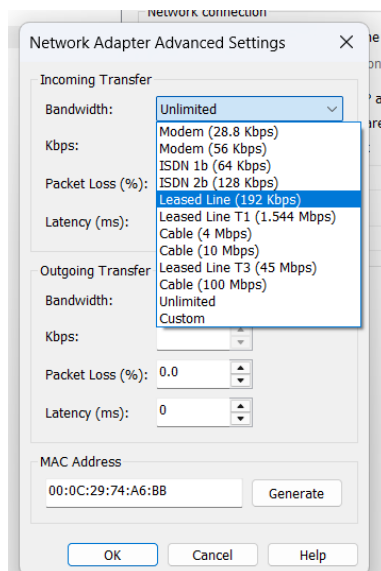 Network connection
Network Adapter Advanced Settings
Incoming Transfer
Bandwidth: Unlimited
Modem (28.8 Kbps)
Modem (56 Kbps)
Kbps:
ISDN 1b (64 Kbps)
Packet Loss (%):
ISDN 2b (128 Kbps)
Leased Line (192 Kbps)
Leased Line T1 (1.544 Mbps)
Latency (ms):
Cable (4 Mbps)
Cable (10 Mbps)
Outgoing Transfer
Leased Line T3 (45 Mbps)
Cable (100 Mbps)
Bandwidth:
Unlimited
Custom
Kbps:
Packet Loss (%): 0.0
Latency (ms): 0
MAC Address
00:0C:29:74:A6:BB Generate
OK Cancel Help